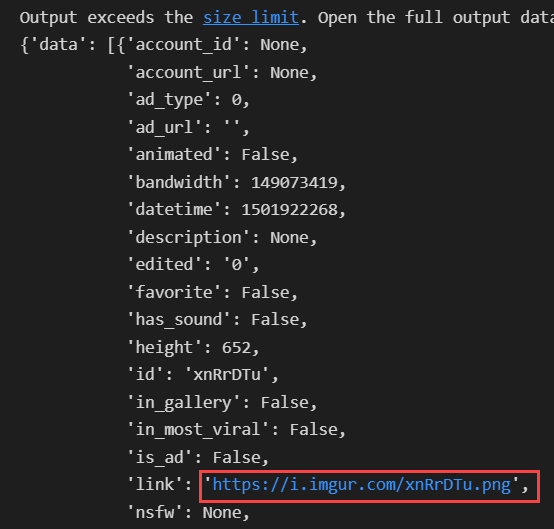 Output exceeds the size limit. Open the full output data
{'data': [{'account_id': None,
'account_url': None,
'ad_type': 0,
'ad_url': '',
'animated': False,
'bandwidth': 149073419,
'datetime': 1501922268,
'description': None,
'edited': '0',
'favorite': False,
'has_sound': False,
'height': 652,
'id': 'xnRrDTu',
'in_gallery': False,
'in_most_viral': False,
'is_ad': False,
'link': 'https://i.imgur.com/xnRrDTu.png',
'nsfw': None,